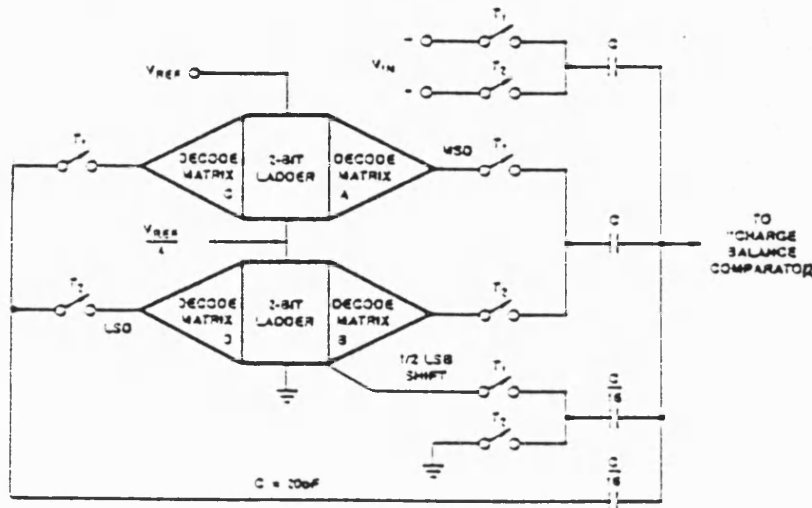 T₁
VREF
VIN
T₂
C
T₁
DECODE MATRIX C
2-BIT LADDER
DECODE MATRIX A
MSD
T₁
VREF/4
C
TO "CHARGE BALANCE COMPARATOR
T₂
LSD
DECODE MATRIX D
2-BIT LADDER
DECODE MATRIX B
T₂
1/2 LSB SHIFT
T₁
C/16
T₂
C = 20pF
C/16